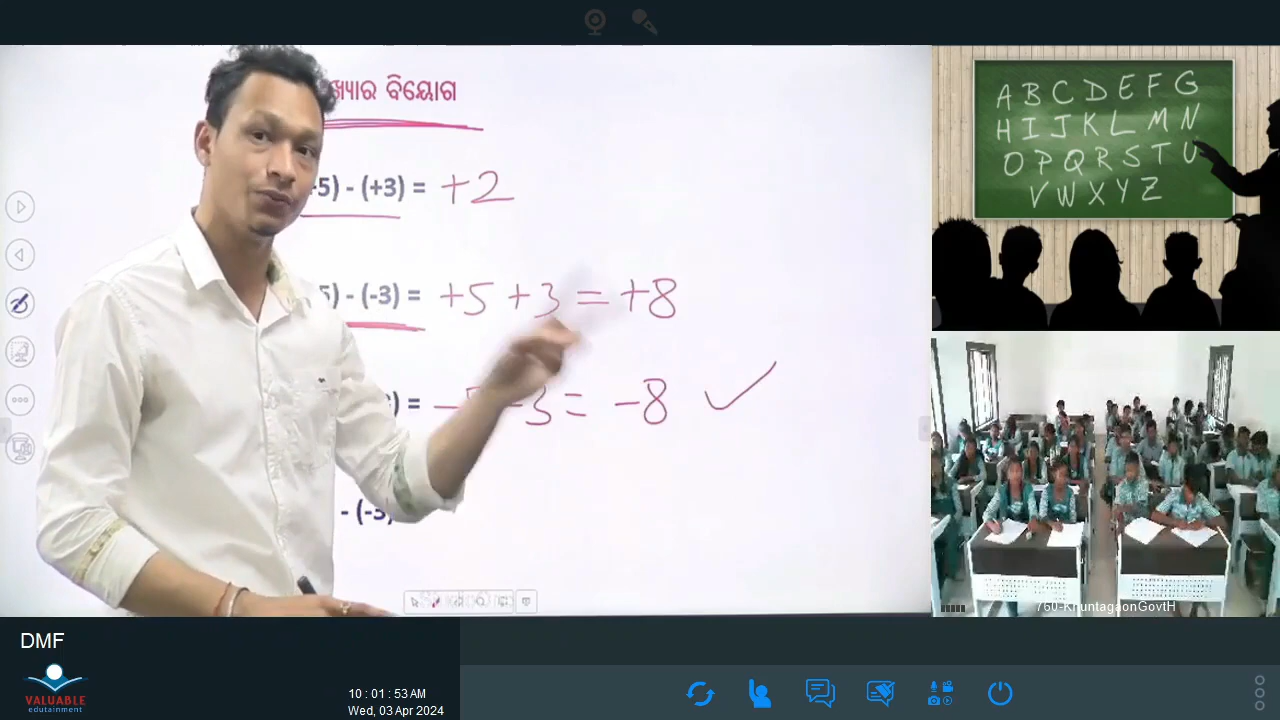 ବିୟୋଗ
5) - (+3) = +2
5) - (-3) = +5 +3 = +8
) = -5 -3 = -8 ✓
- (-3)
A B C D E F G
H I J K L M N
O P Q R S T U
V W X Y Z
760-KhuntagaonGovtH
DMF
VALUABLE
edutainment
10 : 01 : 53 AM
Wed, 03 Apr 2024